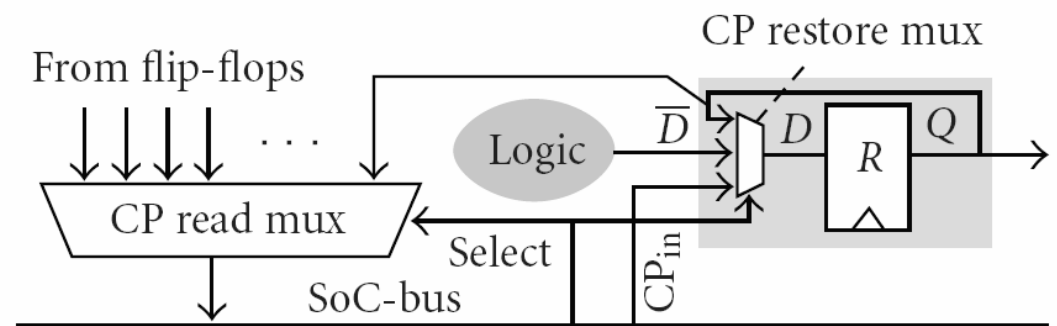 CP restore mux
From flip-flops
. . .
Logic
D̅
D
Q
R
CP read mux
Select
CPin
SoC-bus